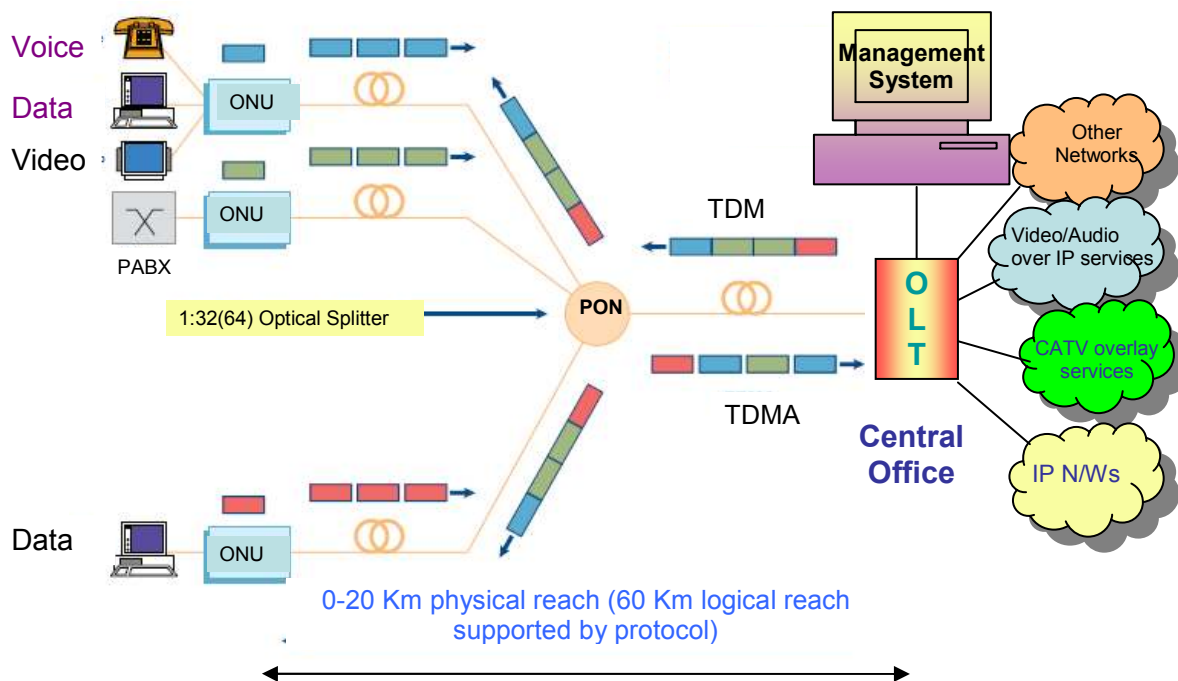 Voice
Data
Video
PABX
ONU
ONU
1:32(64) Optical Splitter
PON
Data
ONU
TDM
TDMA
Management
System
O
L
T
Central
Office
Other
Networks
Video/Audio
over IP services
CATV overlay
services
IP N/Ws
0-20 Km physical reach (60 Km logical reach
supported by protocol)